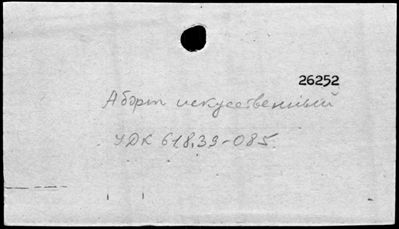 26252
Аборт искусственный
УДК 618.39-085.